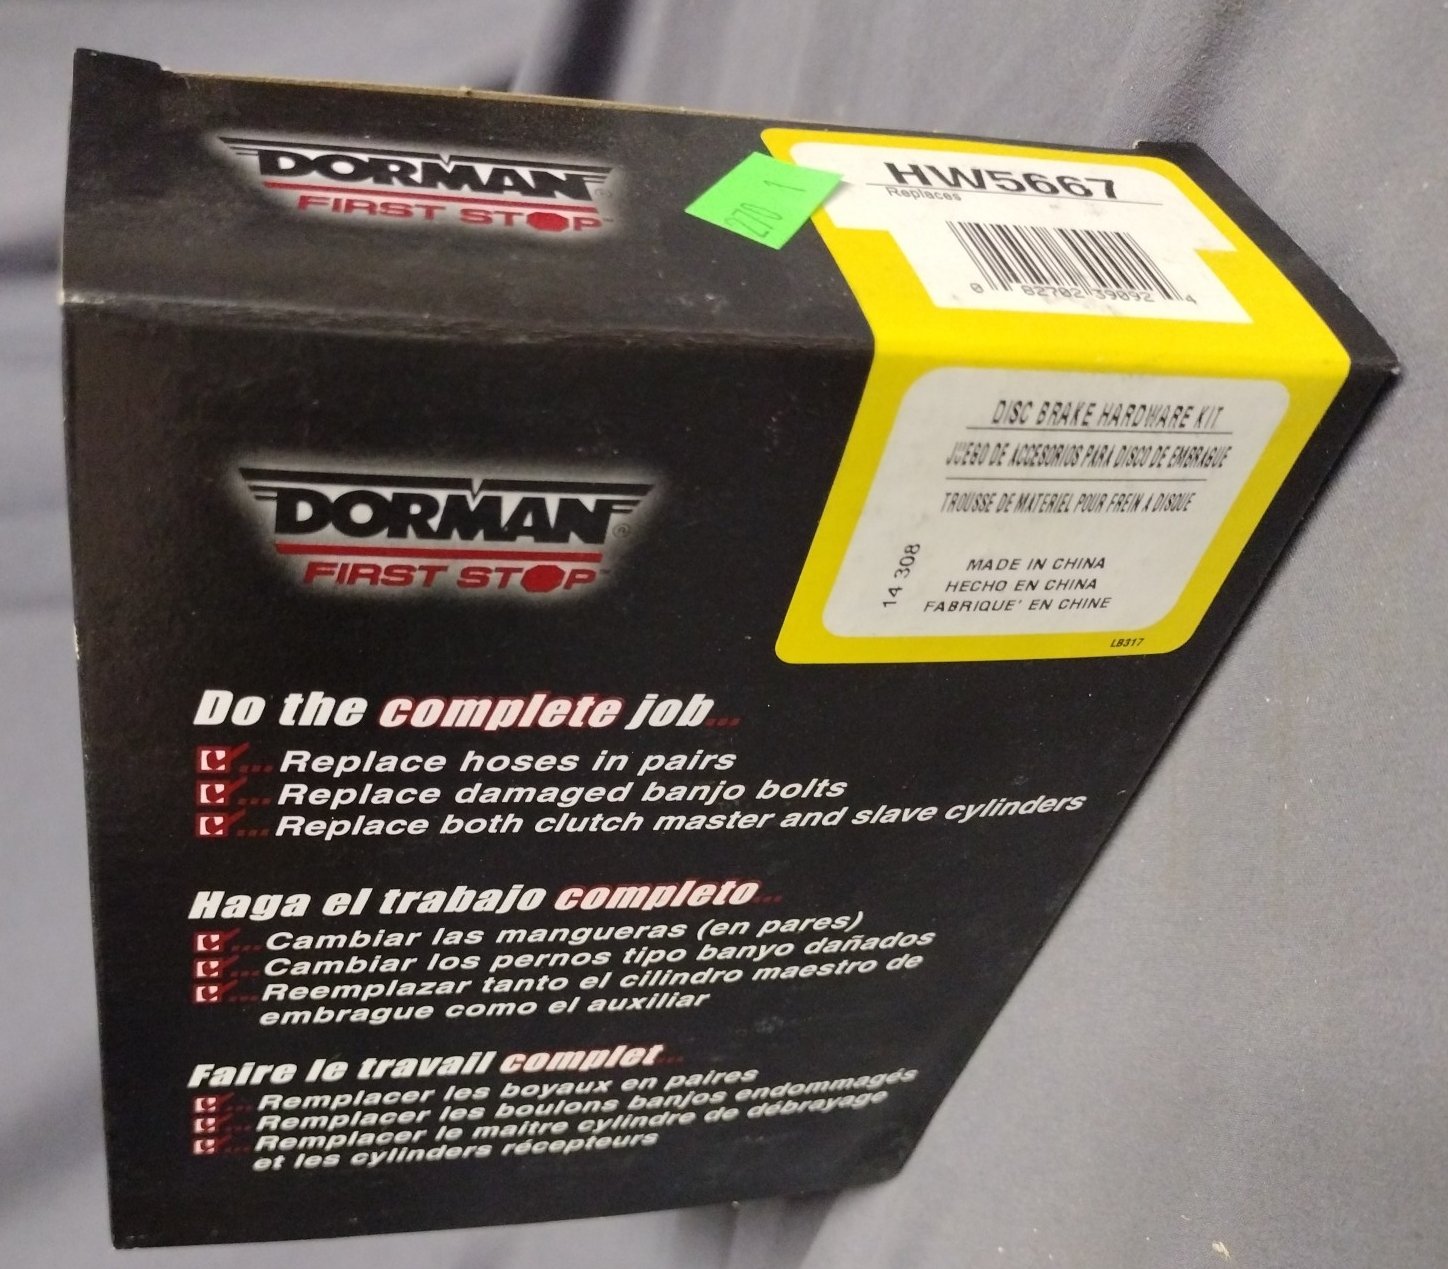 DORMAN®
FIRST STOP™
270 1
HW5667
Replaces
0 82702 39092 4
DISC BRAKE HARDWARE KIT
JUEGO DE ACCESORIOS PARA DISCO DE EMBRAGUE
TROUSSE DE MATERIEL POUR FREIN A DISQUE
14 308
MADE IN CHINA
HECHO EN CHINA
FABRIQUE' EN CHINE
LB317
DORMAN®
FIRST STOP™
Do the complete job...
...Replace hoses in pairs
...Replace damaged banjo bolts
...Replace both clutch master and slave cylinders
Haga el trabajo completo...
...Cambiar las mangueras (en pares)
...Cambiar los pernos tipo banyo dañados
...Reemplazar tanto el cilindro maestro de
embrague como el auxiliar
Faire le travail complet...
...Remplacer les boyaux en paires
...Remplacer les boulons banjos endommagés
...Remplacer le maitre cylindre de débrayage
et les cylinders récepteurs